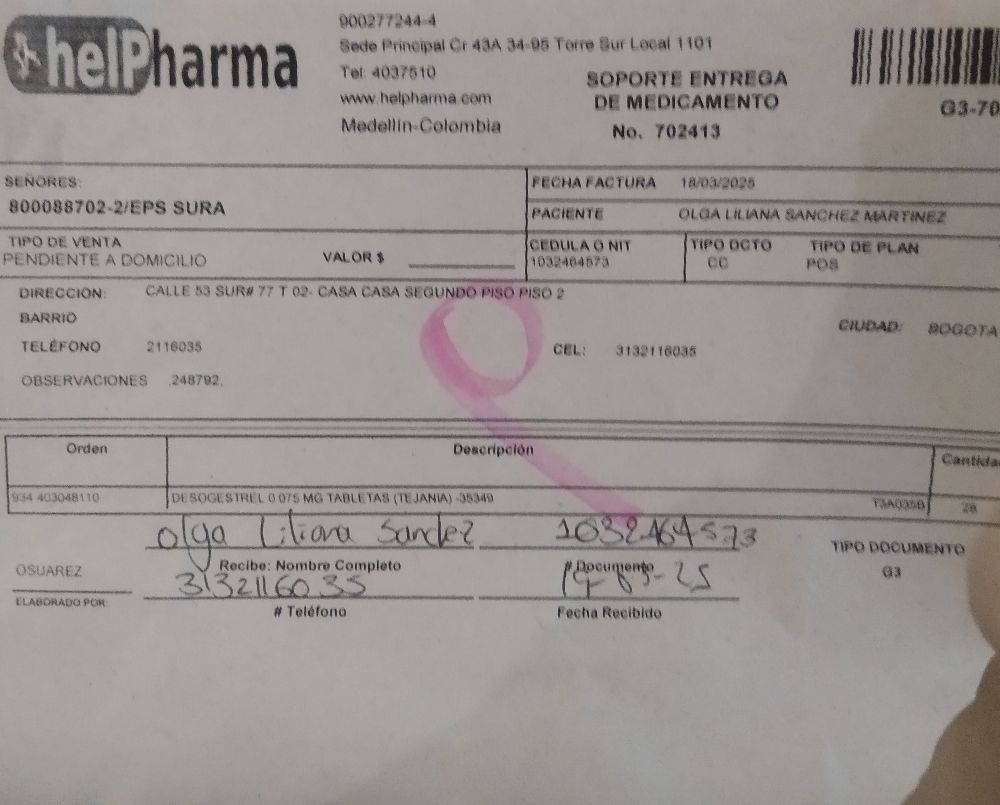 helPharma
900277244-4
Sede Principal Cr 43A 34-95 Torre Sur Local 1101
Tel: 4037510
www.helpharma.com
Medellín-Colombia
SOPORTE ENTREGA
DE MEDICAMENTO
No. 702413
G3-70
SEÑORES:
800088702-2/EPS SURA
FECHA FACTURA 18/03/2025
PACIENTE OLGA LILIANA SANCHEZ MARTINEZ
TIPO DE VENTA
PENDIENTE A DOMICILIO VALOR $
CEDULA O NIT TIPO DCTO TIPO DE PLAN
1032464573 CC POS
DIRECCION: CALLE 53 SUR# 77 T 02- CASA CASA SEGUNDO PISO PISO 2
BARRIO
CIUDAD: BOGOTA
TELÉFONO 2116035
CEL: 3132116035
OBSERVACIONES ,248792,
Orden Descripción Cantida
934 403048110 DESOGESTREL 0.075 MG TABLETAS (TEJANIA) -35349 T3A035B 28
olga Liliana Sandez 1032464573
Recibe: Nombre Completo # Documento
TIPO DOCUMENTO
G3
OSUAREZ 3132116035
ELABORADO POR:
# Teléfono Fecha Recibido